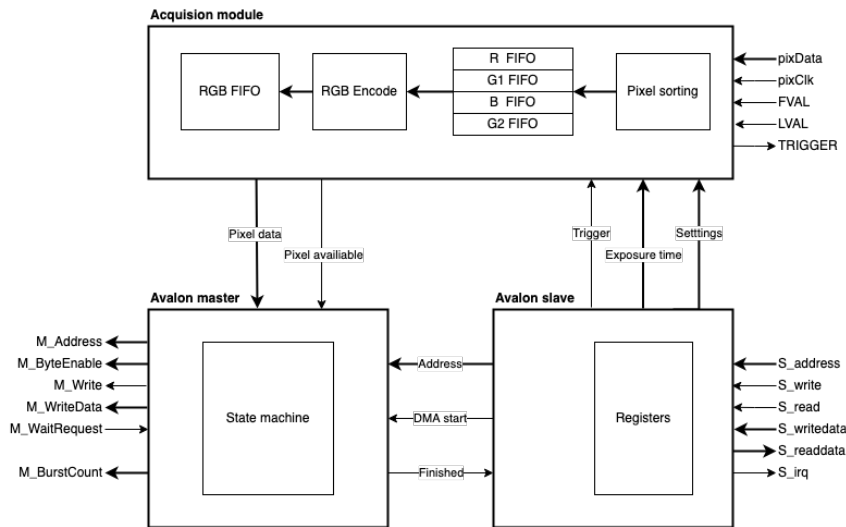 Acquision module
RGB FIFO
RGB Encode
R FIFO
G1 FIFO
B FIFO
G2 FIFO
Pixel sorting
pixData
pixClk
FVAL
LVAL
TRIGGER
Pixel data
Pixel availiable
Trigger
Exposure time
Setttings
Avalon master
Avalon slave
M_Address
M_ByteEnable
M_Write
M_WriteData
M_WaitRequest
M_BurstCount
State machine
Address
DMA start
Finished
Registers
S_address
S_write
S_read
S_writedata
S_readdata
S_irq